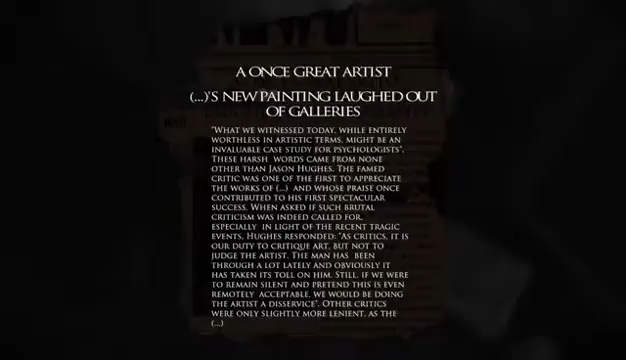 A ONCE GREAT ARTIST
(...)'S NEW PAINTING LAUGHED OUT
OF GALLERIES
"WHAT WE WITNESSED TODAY, WHILE ENTIRELY
WORTHLESS IN ARTISTIC TERMS, MIGHT BE AN
INVALUABLE CASE STUDY FOR PSYCHOLOGISTS".
THESE HARSH WORDS CAME FROM NONE
OTHER THAN JASON HUGHES. THE FAMED
CRITIC WAS ONE OF THE FIRST TO APPRECIATE
THE WORKS OF (...) AND WHOSE PRAISE ONCE
CONTRIBUTED TO HIS FIRST SPECTACULAR
SUCCESS. WHEN ASKED IF SUCH BRUTAL
CRITICISM WAS INDEED CALLED FOR,
ESPECIALLY IN LIGHT OF THE RECENT TRAGIC
EVENTS, HUGHES RESPONDED: "AS CRITICS, IT IS
OUR DUTY TO CRITIQUE ART, BUT NOT TO
JUDGE THE ARTIST. THE MAN HAS BEEN
THROUGH A LOT LATELY AND OBVIOUSLY IT
HAS TAKEN ITS TOLL ON HIM. STILL, IF WE WERE
TO REMAIN SILENT AND PRETEND THIS IS EVEN
REMOTELY ACCEPTABLE, WE WOULD BE DOING
THE ARTIST A DISSERVICE". OTHER CRITICS
WERE ONLY SLIGHTLY MORE LENIENT, AS THE
(...)